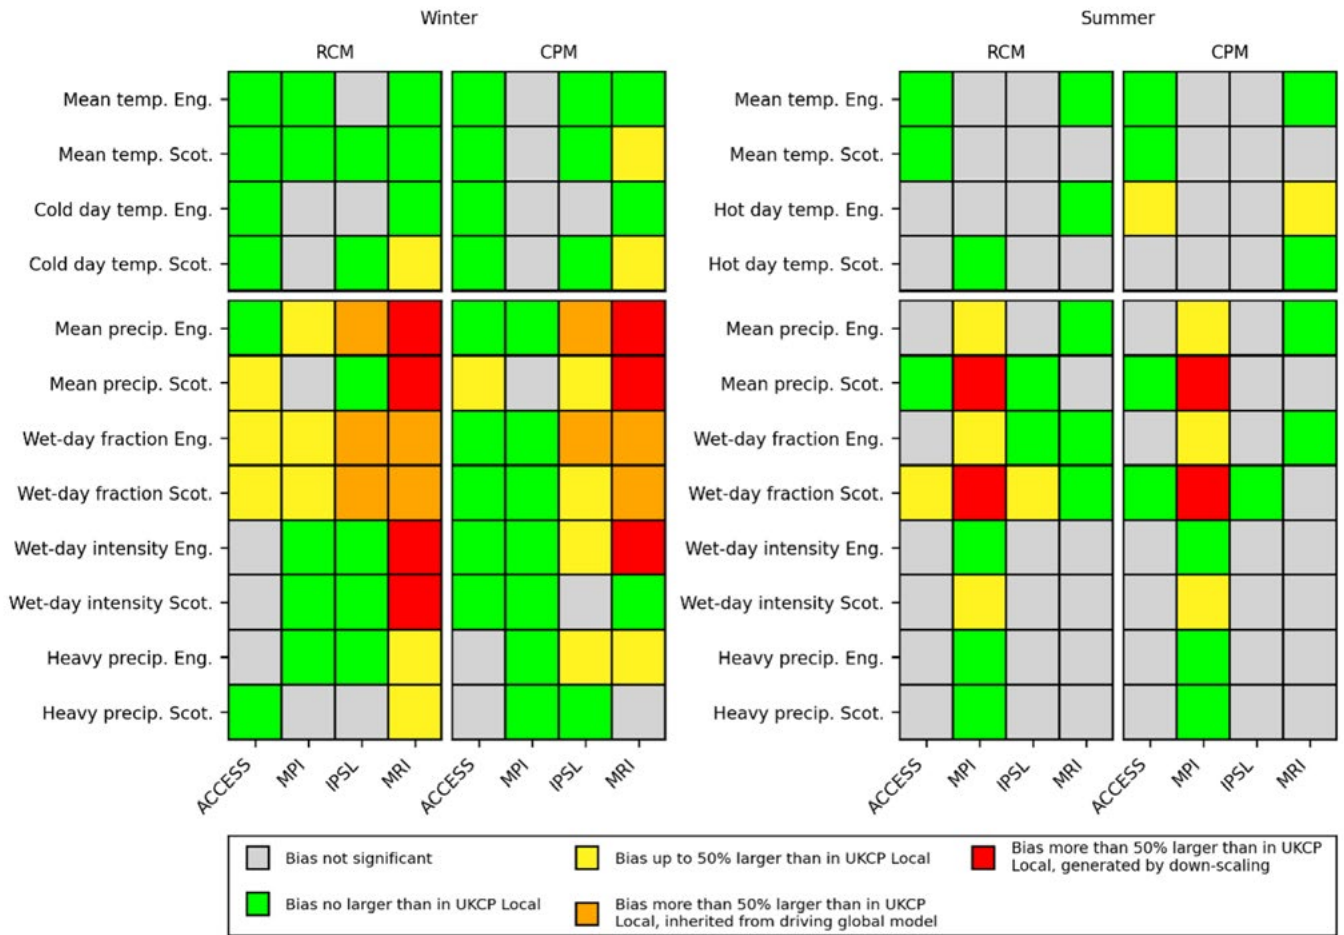 Winter
Summer
RCM
CPM
RCM
CPM
Mean temp. Eng.
Mean temp. Scot.
Cold day temp. Eng.
Cold day temp. Scot.
Mean precip. Eng.
Mean precip. Scot.
Wet-day fraction Eng.
Wet-day fraction Scot.
Wet-day intensity Eng.
Wet-day intensity Scot.
Heavy precip. Eng.
Heavy precip. Scot.
ACCESS
MPI
IPSL
MRI
ACCESS
MPI
IPSL
MRI
Mean temp. Eng.
Mean temp. Scot.
Hot day temp. Eng.
Hot day temp. Scot.
Mean precip. Eng.
Mean precip. Scot.
Wet-day fraction Eng.
Wet-day fraction Scot.
Wet-day intensity Eng.
Wet-day intensity Scot.
Heavy precip. Eng.
Heavy precip. Scot.
ACCESS
MPI
IPSL
MRI
ACCESS
MPI
IPSL
MRI
Bias not significant
Bias no larger than in UKCP Local
Bias up to 50% larger than in UKCP Local
Bias more than 50% larger than in UKCP
Local, inherited from driving global model
Bias more than 50% larger than in UKCP
Local, generated by down-scaling